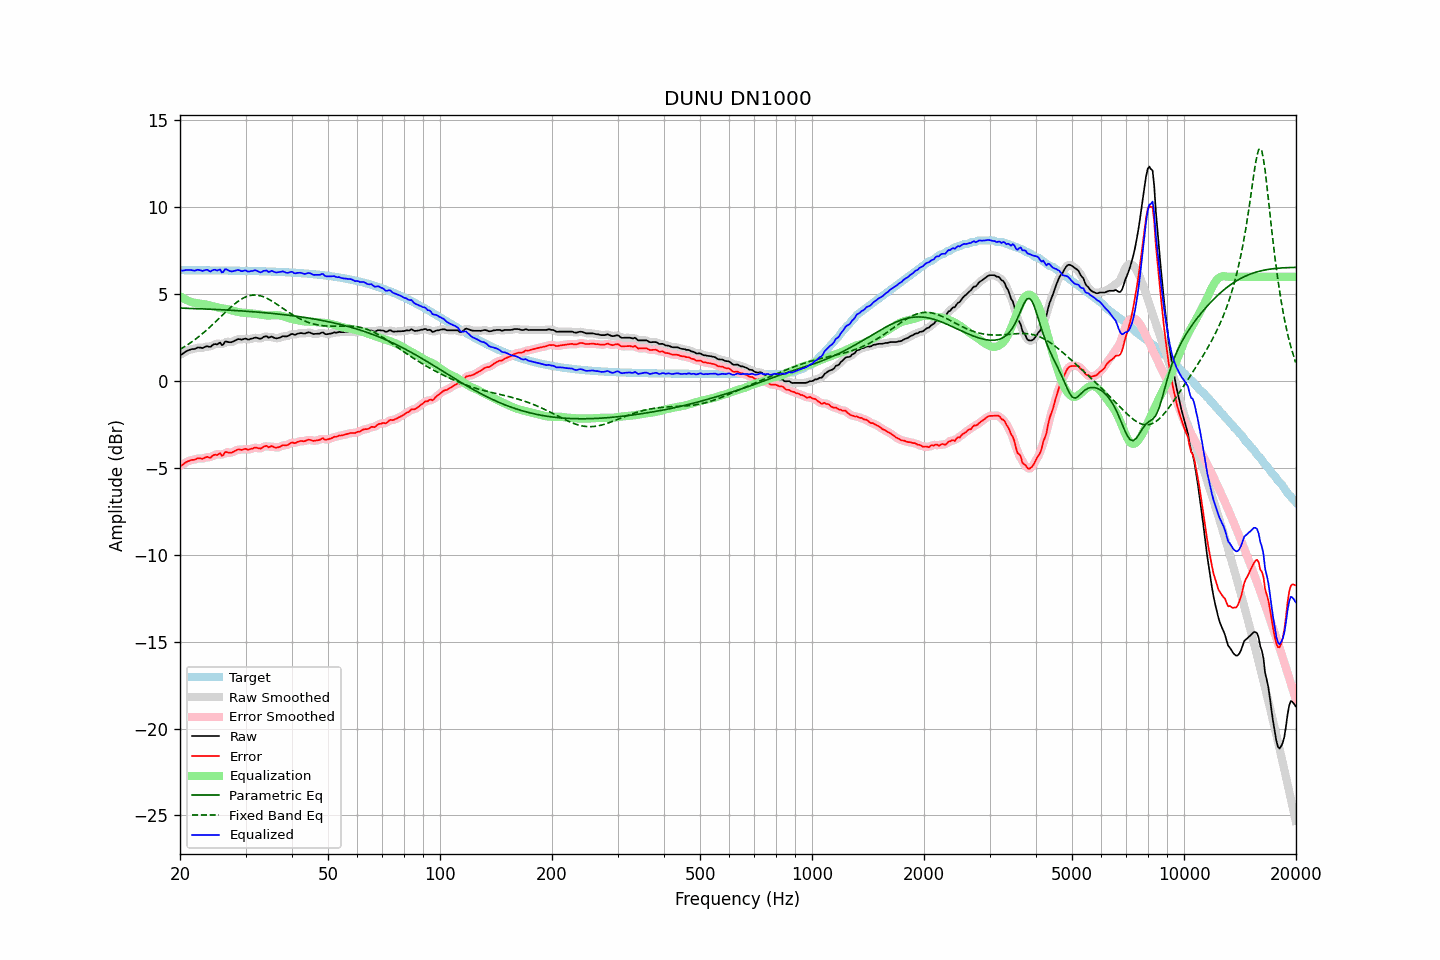 DUNU DN1000
15
10
5
0
−5
−10
−15
−20
−25
Amplitude (dBr)
Target
Raw Smoothed
Error Smoothed
Raw
Error
Equalization
Parametric Eq
Fixed Band Eq
Equalized
20 50 100 200 500 1000 2000 5000 10000 20000
Frequency (Hz)